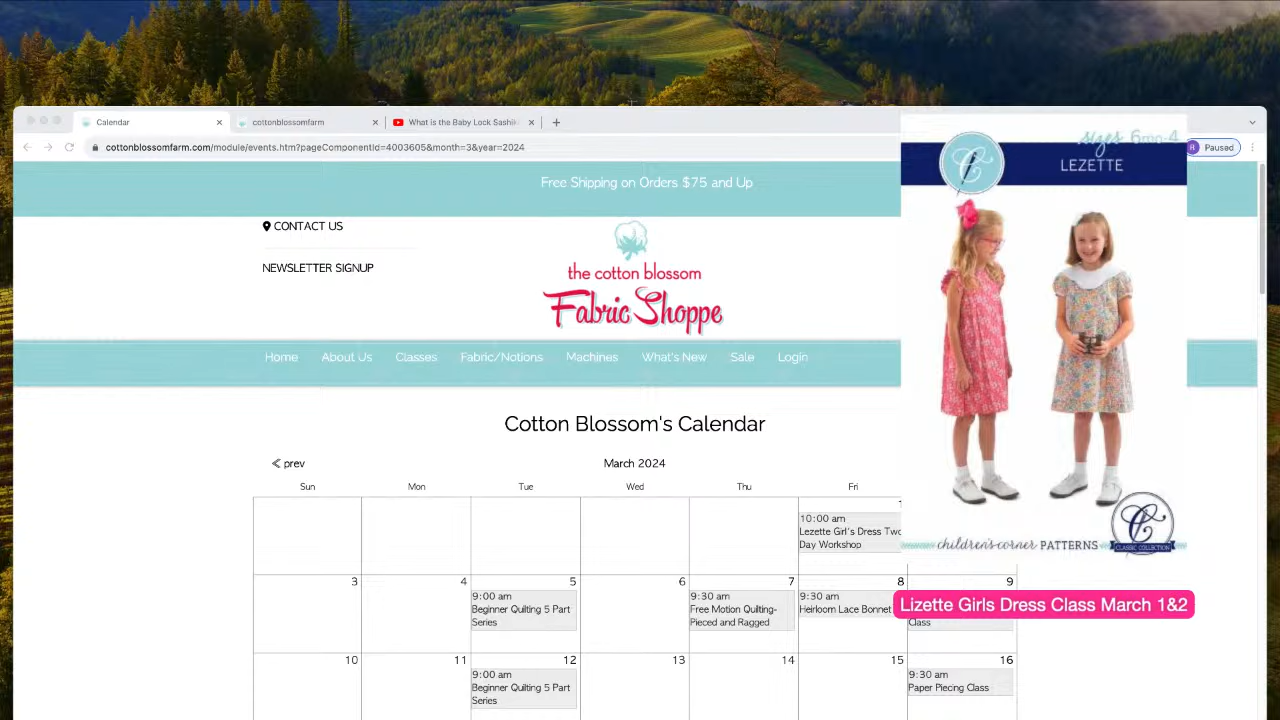 Calendar
cottonblossomfarm
What is the Baby Lock Sashik
cottonblossomfarm.com/module/events.htm?pageComponentId=4003605&month=3&year=2024
Paused
Free Shipping on Orders $75 and Up
CONTACT US
NEWSLETTER SIGNUP
the cotton blossom
Fabric Shoppe
Home About Us Classes Fabric/Notions Machines What's New Sale Login
sizes 6mo-4
LEZETTE
children's corner PATTERNS
CLASSIC COLLECTION
Lizette Girls Dress Class March 1&2
Cotton Blossom's Calendar
≪ prev
March 2024
Sun Mon Tue Wed Thu Fri
10:00 am
Lezette Girl's Dress Two
Day Workshop
3 4 5 6 7 8 9
9:00 am
Beginner Quilting 5 Part
Series
9:30 am
Free Motion Quilting-
Pieced and Ragged
9:30 am
Heirloom Lace Bonnet
Class
10 11 12 13 14 15 16
9:00 am
Beginner Quilting 5 Part
Series
9:30 am
Paper Piecing Class